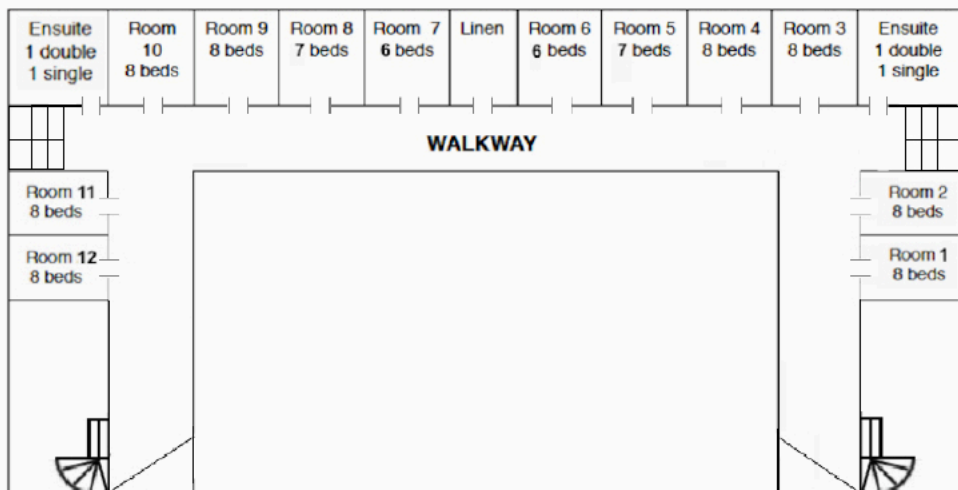 Ensuite
1 double
1 single
Room
10
8 beds
Room 9
8 beds
Room 8
7 beds
Room 7
6 beds
Linen
Room 6
6 beds
Room 5
7 beds
Room 4
8 beds
Room 3
8 beds
Ensuite
1 double
1 single
WALKWAY
Room 11
8 beds
Room 2
8 beds
Room 12
8 beds
Room 1
8 beds